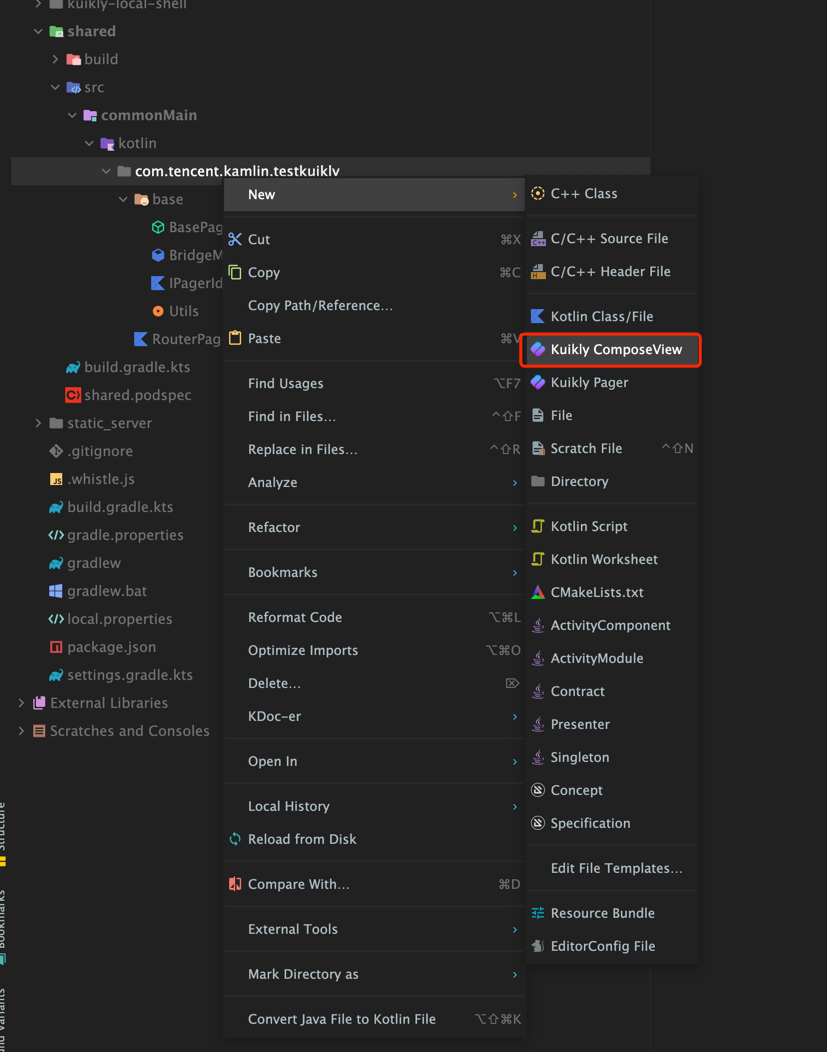 kuikly-local-shell
shared
build
src
commonMain
kotlin
com.tencent.kamlin.testkuikly
base
BasePag
BridgeM
IPagerId
Utils
RouterPag
build.gradle.kts
shared.podspec
static_server
.gitignore
.whistle.js
build.gradle.kts
gradle.properties
gradlew
gradlew.bat
local.properties
package.json
settings.gradle.kts
External Libraries
Scratches and Consoles
New
Cut ⌘X
Copy ⌘C
Copy Path/Reference...
Paste ⌘V
Find Usages ⌥F7
Find in Files... ^⇧F
Replace in Files... ^⇧R
Analyze
Refactor
Bookmarks
Reformat Code ⌥⌘L
Optimize Imports ⌥⌘O
Delete... ⌦
KDoc-er
Open In
Local History
Reload from Disk
Compare With... ⌘D
External Tools
Mark Directory as
Convert Java File to Kotlin File ⌥⇧⌘K
C++ Class
C/C++ Source File
C/C++ Header File
Kotlin Class/File
Kuikly ComposeView
Kuikly Pager
File
Scratch File ^⇧N
Directory
Kotlin Script
Kotlin Worksheet
CMakeLists.txt
ActivityComponent
ActivityModule
Contract
Presenter
Singleton
Concept
Specification
Edit File Templates...
Resource Bundle
EditorConfig File
Structure
Bookmarks
Variants